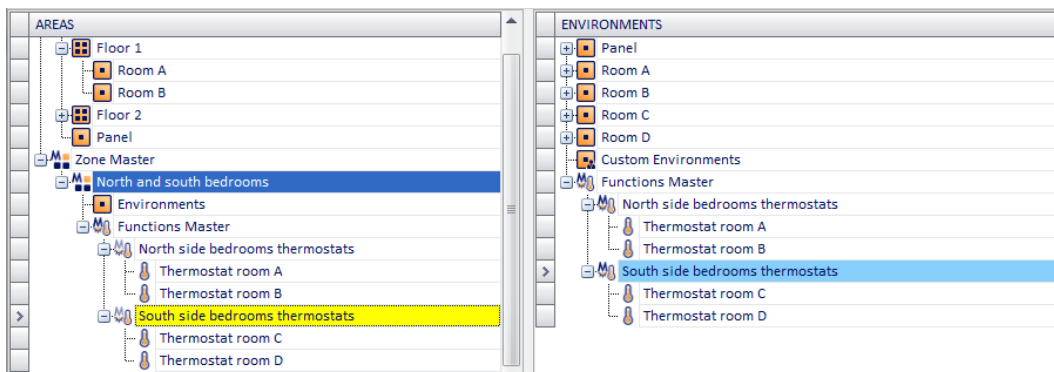 AREAS
Floor 1
Room A
Room B
Floor 2
Panel
Zone Master
North and south bedrooms
Environments
Functions Master
North side bedrooms thermostats
Thermostat room A
Thermostat room B
South side bedrooms thermostats
Thermostat room C
Thermostat room D
ENVIRONMENTS
Panel
Room A
Room B
Room C
Room D
Custom Environments
Functions Master
North side bedrooms thermostats
Thermostat room A
Thermostat room B
South side bedrooms thermostats
Thermostat room C
Thermostat room D